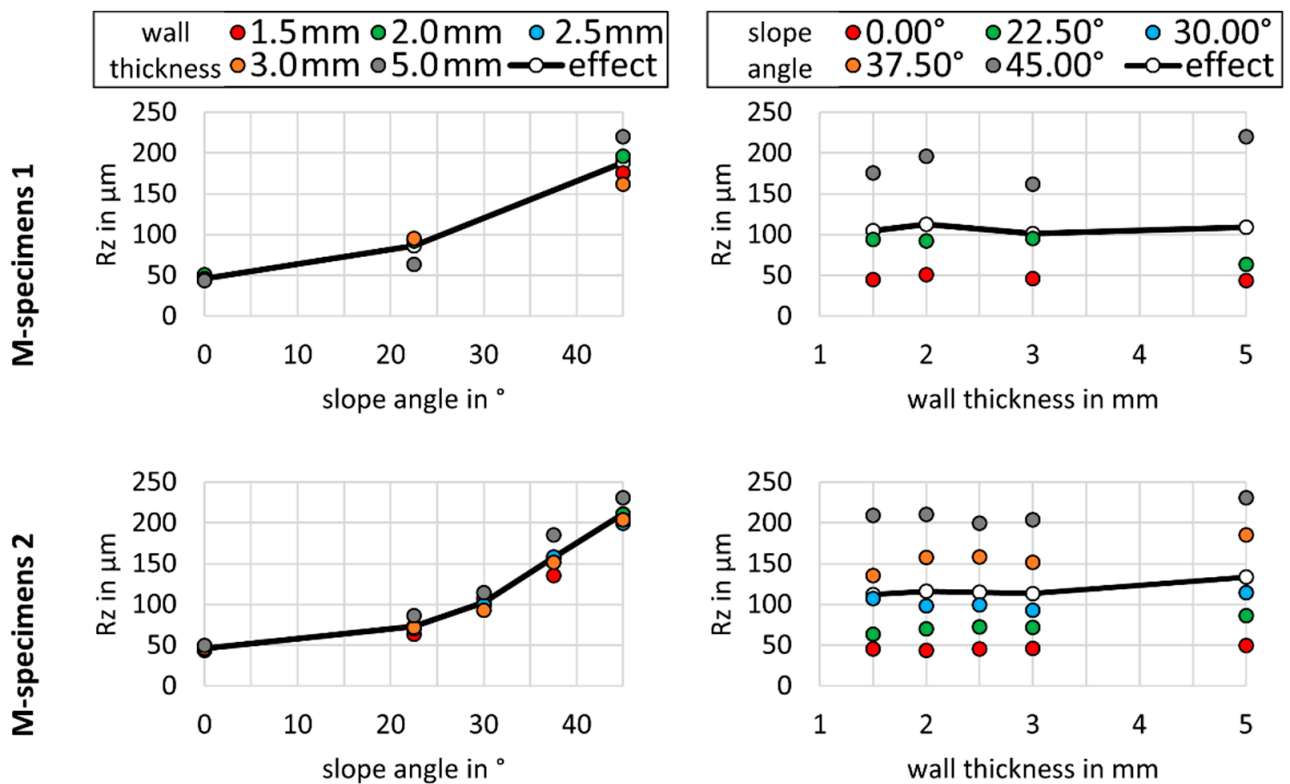 wall 1.5mm 2.0mm 2.5mm
thickness 3.0mm 5.0mm effect
slope 0.00° 22.50° 30.00°
angle 37.50° 45.00° effect
M-specimens 1
Rz in µm
250
200
150
100
50
0
0 10 20 30 40
slope angle in °
Rz in µm
250
200
150
100
50
0
1 2 3 4 5
wall thickness in mm
M-specimens 2
Rz in µm
250
200
150
100
50
0
0 10 20 30 40
slope angle in °
Rz in µm
250
200
150
100
50
0
1 2 3 4 5
wall thickness in mm